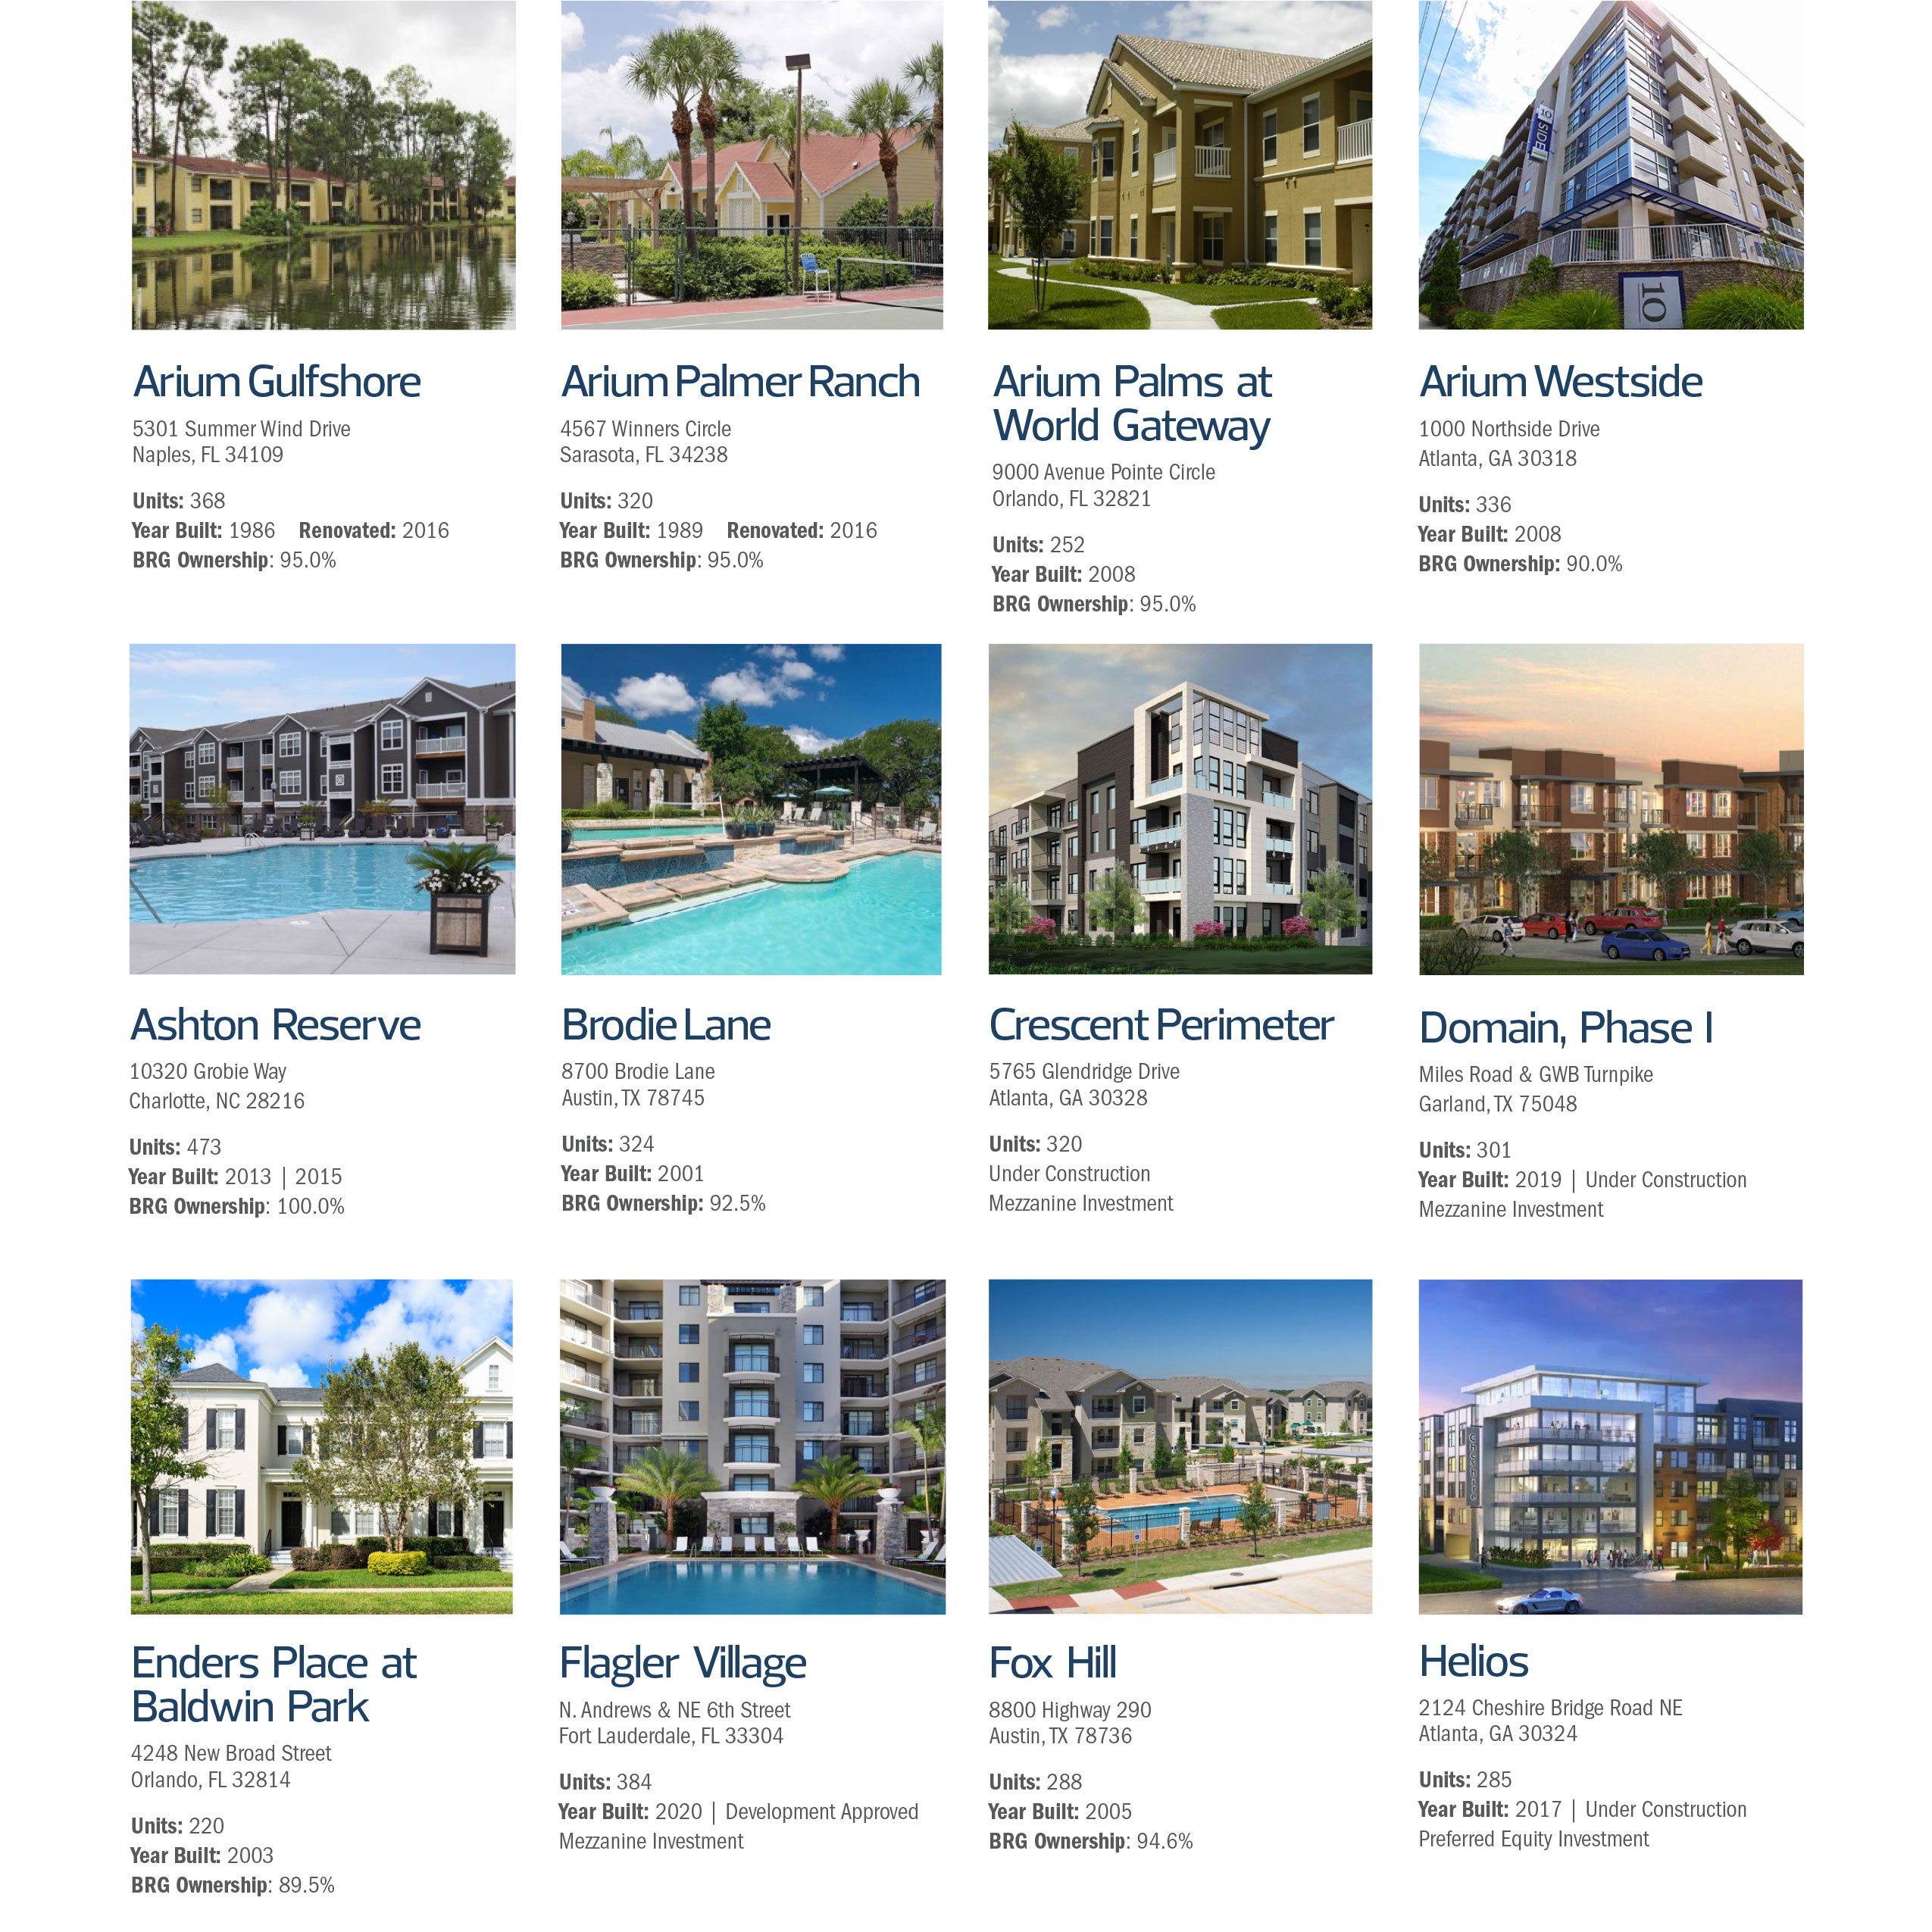 10
SIDE
10
Arium Gulfshore
5301 Summer Wind Drive
Naples, FL 34109
Units: 368
Year Built: 1986 Renovated: 2016
BRG Ownership: 95.0%
Arium Palmer Ranch
4567 Winners Circle
Sarasota, FL 34238
Units: 320
Year Built: 1989 Renovated: 2016
BRG Ownership: 95.0%
Arium Palms at
World Gateway
9000 Avenue Pointe Circle
Orlando, FL 32821
Units: 252
Year Built: 2008
BRG Ownership: 95.0%
Arium Westside
1000 Northside Drive
Atlanta, GA 30318
Units: 336
Year Built: 2008
BRG Ownership: 90.0%
Ashton Reserve
10320 Grobie Way
Charlotte, NC 28216
Units: 473
Year Built: 2013 | 2015
BRG Ownership: 100.0%
Brodie Lane
8700 Brodie Lane
Austin, TX 78745
Units: 324
Year Built: 2001
BRG Ownership: 92.5%
Crescent Perimeter
5765 Glendridge Drive
Atlanta, GA 30328
Units: 320
Under Construction
Mezzanine Investment
Domain, Phase I
Miles Road & GWB Turnpike
Garland, TX 75048
Units: 301
Year Built: 2019 | Under Construction
Mezzanine Investment
Cheshire
Enders Place at
Baldwin Park
4248 New Broad Street
Orlando, FL 32814
Units: 220
Year Built: 2003
BRG Ownership: 89.5%
Flagler Village
N. Andrews & NE 6th Street
Fort Lauderdale, FL 33304
Units: 384
Year Built: 2020 | Development Approved
Mezzanine Investment
Fox Hill
8800 Highway 290
Austin, TX 78736
Units: 288
Year Built: 2005
BRG Ownership: 94.6%
Helios
2124 Cheshire Bridge Road NE
Atlanta, GA 30324
Units: 285
Year Built: 2017 | Under Construction
Preferred Equity Investment